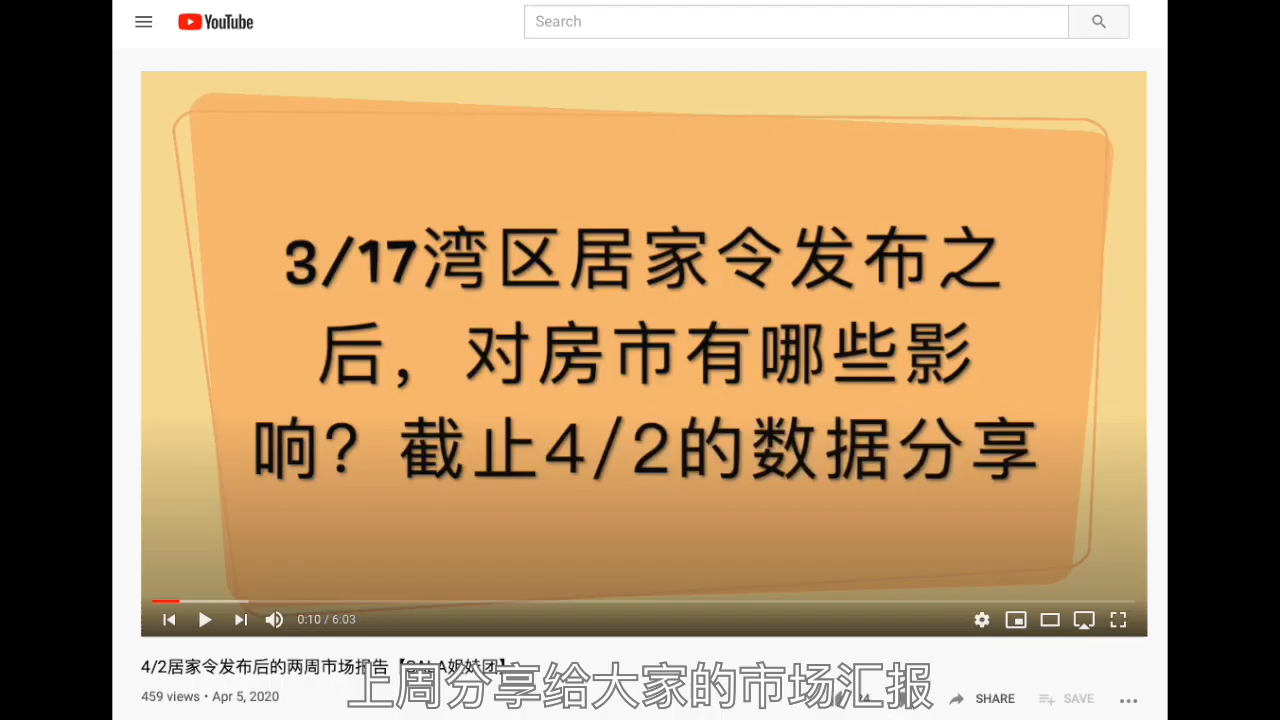 YouTube
Search
3/17湾区居家令发布之
后，对房市有哪些影
响？截止4/2的数据分享
0:10 / 6:03
4/2居家令发布后的两周市场报告
459 views • Apr 5, 2020
SHARE
SAVE
上周分享给大家的市场汇报